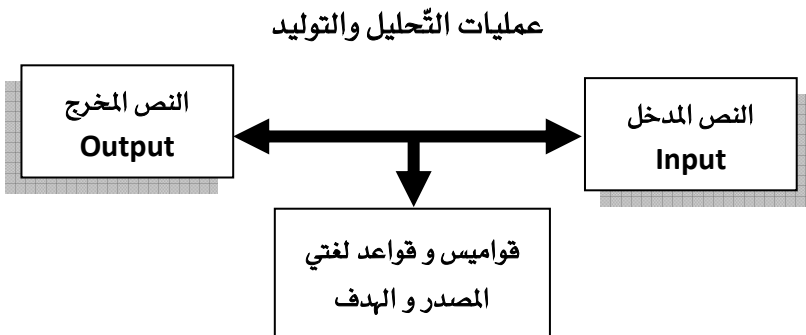 عمليات التّحليل والتوليد
النص المدخل
Input
النص المخرج
Output
قواميس و قواعد لغتي
المصدر و الهدف